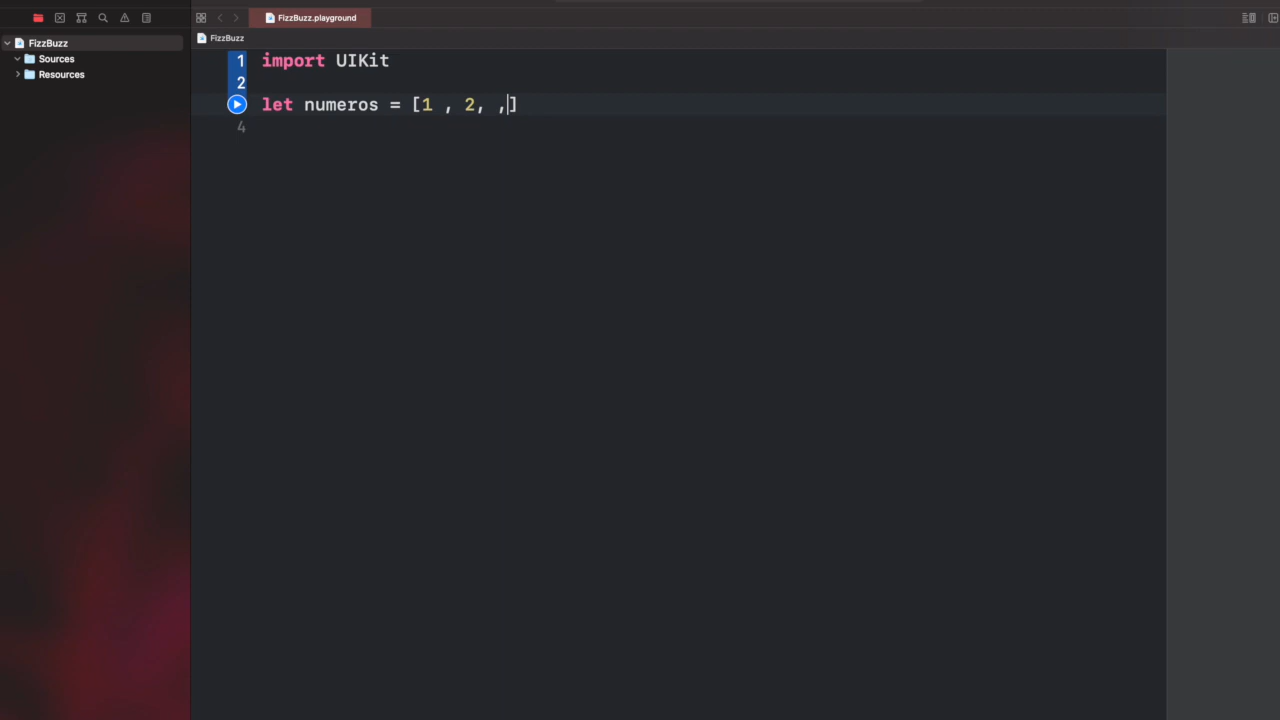 FizzBuzz.playground
FizzBuzz
FizzBuzz
Sources
Resources
1 import UIKit
2
let numeros = [1 , 2, ,]
4